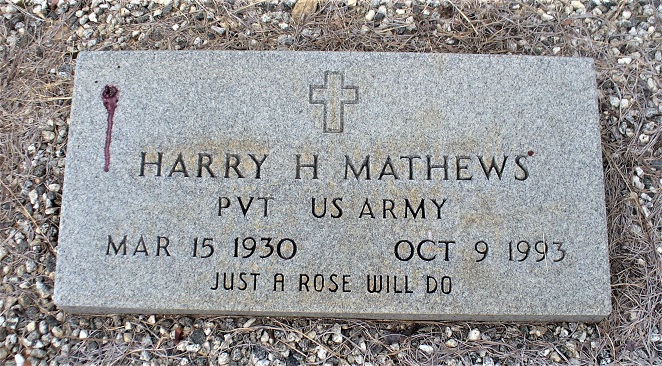 HARRY H MATHEWS
PVT US ARMY
MAR 15 1930 OCT 9 1993
JUST A ROSE WILL DO